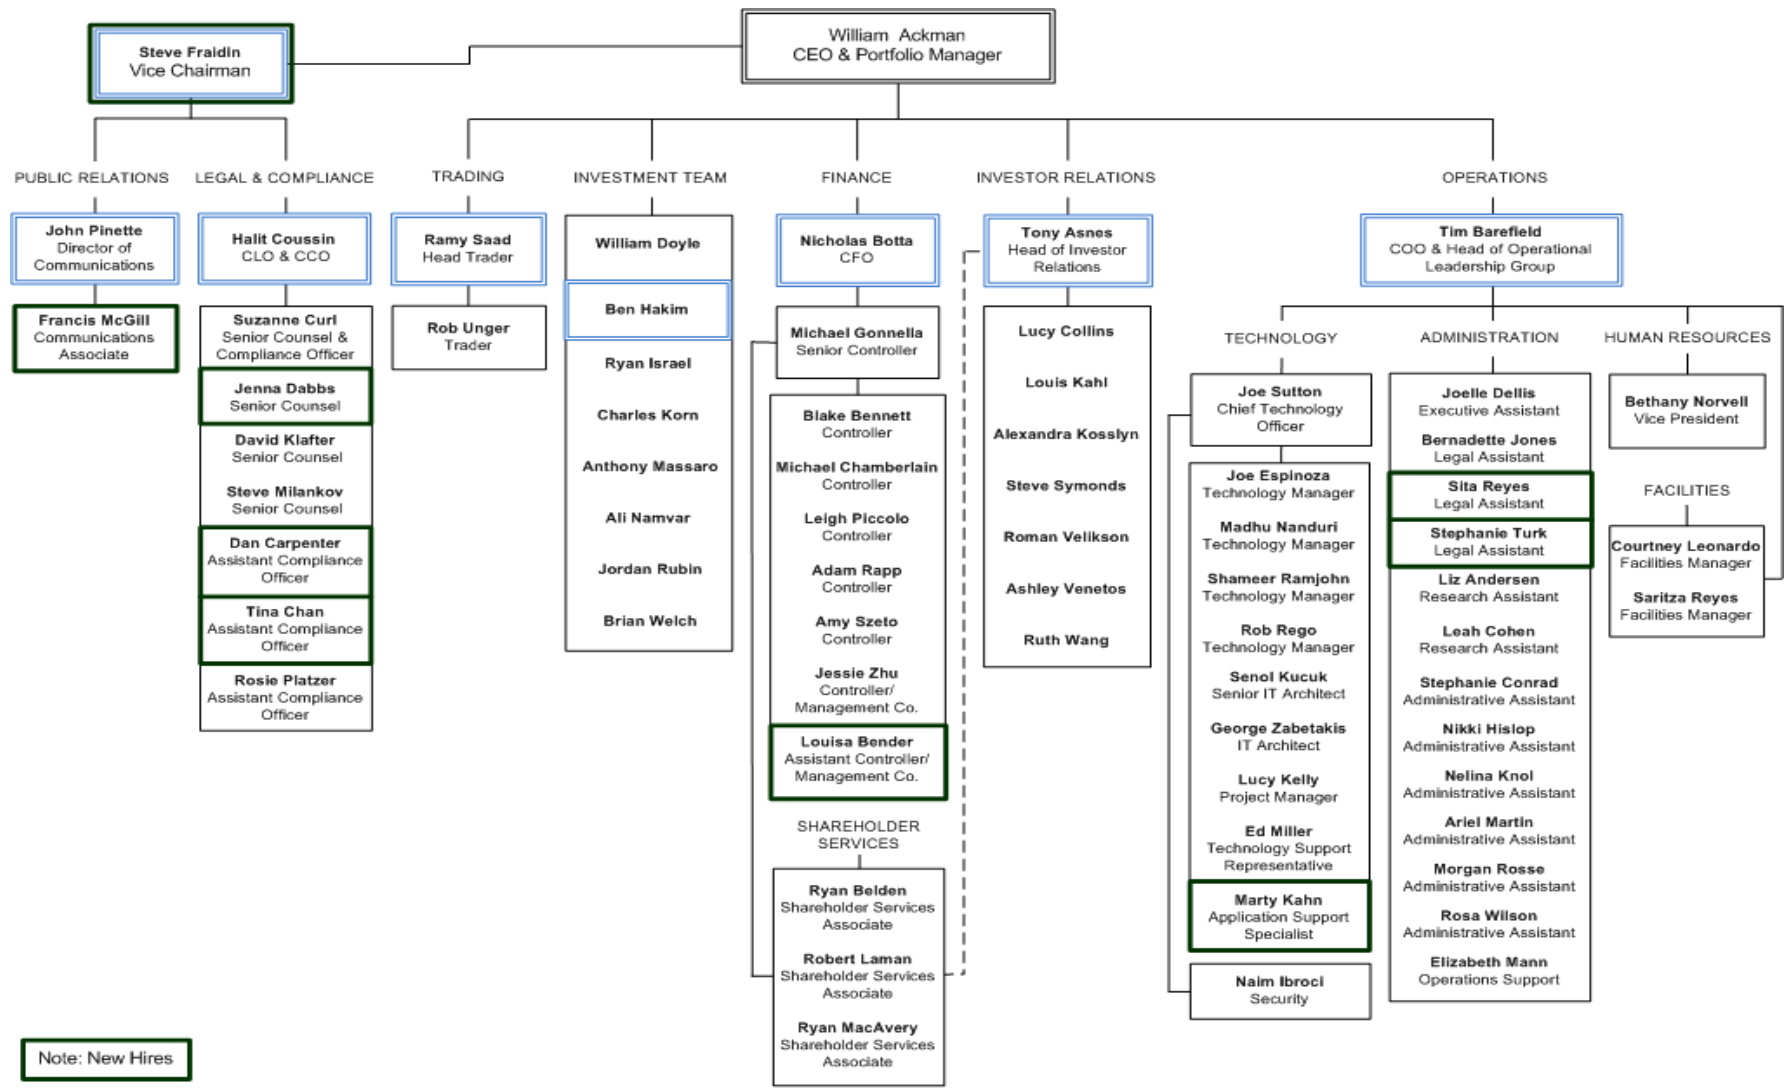 Steve Fraidin
Vice Chairman
William Ackman
CEO & Portfolio Manager
PUBLIC RELATIONS
John Pinette
Director of
Communications
Francis McGill
Communications
Associate
LEGAL & COMPLIANCE
Halit Coussin
CLO & CCO
Suzanne Curl
Senior Counsel &
Compliance Officer
Jenna Dabbs
Senior Counsel
David Klafter
Senior Counsel
Steve Milankov
Senior Counsel
Dan Carpenter
Assistant Compliance
Officer
Tina Chan
Assistant Compliance
Officer
Rosie Platzer
Assistant Compliance
Officer
TRADING
Ramy Saad
Head Trader
Rob Unger
Trader
INVESTMENT TEAM
William Doyle
Ben Hakim
Ryan Israel
Charles Korn
Anthony Massaro
Ali Namvar
Jordan Rubin
Brian Welch
FINANCE
Nicholas Botta
CFO
Michael Gonnella
Senior Controller
Blake Bennett
Controller
Michael Chamberlain
Controller
Leigh Piccolo
Controller
Adam Rapp
Controller
Amy Szeto
Controller
Jessie Zhu
Controller/
Management Co.
Louisa Bender
Assistant Controller/
Management Co.
SHAREHOLDER
SERVICES
Ryan Belden
Shareholder Services
Associate
Robert Laman
Shareholder Services
Associate
Ryan MacAvery
Shareholder Services
Associate
INVESTOR RELATIONS
Tony Asnes
Head of Investor
Relations
Lucy Collins
Louis Kahl
Alexandra Kosslyn
Steve Symonds
Roman Velikson
Ashley Venetos
Ruth Wang
OPERATIONS
Tim Barefield
COO & Head of Operational
Leadership Group
TECHNOLOGY
Joe Sutton
Chief Technology
Officer
Joe Espinoza
Technology Manager
Madhu Nanduri
Technology Manager
Shameer Ramjohn
Technology Manager
Rob Rego
Technology Manager
Senol Kucuk
Senior IT Architect
George Zabetakis
IT Architect
Lucy Kelly
Project Manager
Ed Miller
Technology Support
Representative
Marty Kahn
Application Support
Specialist
Naim Ibroci
Security
ADMINISTRATION
Joelle Dellis
Executive Assistant
Bernadette Jones
Legal Assistant
Sita Reyes
Legal Assistant
Stephanie Turk
Legal Assistant
Liz Andersen
Research Assistant
Leah Cohen
Research Assistant
Stephanie Conrad
Administrative Assistant
Nikki Hislop
Administrative Assistant
Nelina Knol
Administrative Assistant
Ariel Martin
Administrative Assistant
Morgan Rosse
Administrative Assistant
Rosa Wilson
Administrative Assistant
Elizabeth Mann
Operations Support
HUMAN RESOURCES
Bethany Norvell
Vice President
FACILITIES
Courtney Leonardo
Facilities Manager
Saritza Reyes
Facilities Manager
Note: New Hires